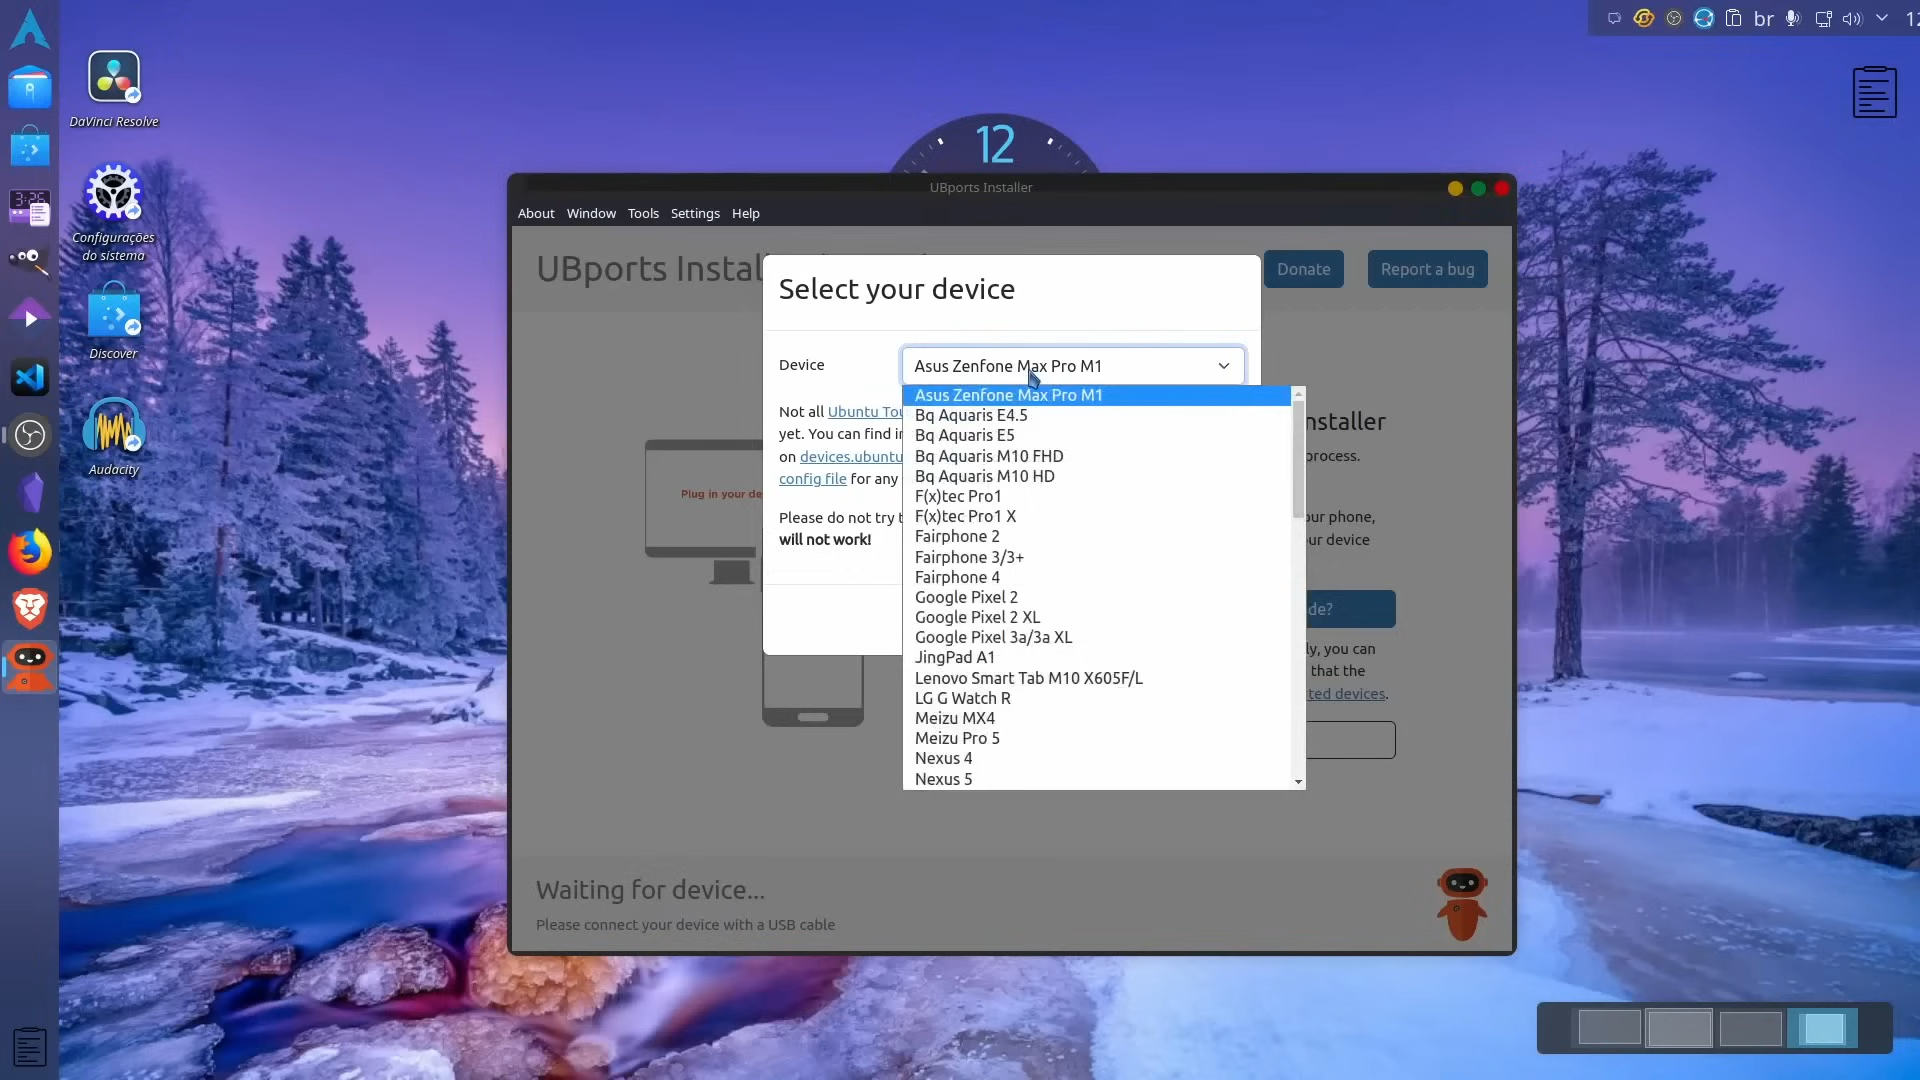 br
12
DaVinci Resolve
12
3:26
UBports Installer
About Window Tools Settings Help
Configurações
do sistema
UBports Instal
Donate
Report a bug
Select your device
Discover
Device
Asus Zenfone Max Pro M1
Not all Ubuntu Tou
yet. You can find i
on devices.ubuntu
config file for any
Please do not try t
will not work!
Asus Zenfone Max Pro M1
Bq Aquaris E4.5
Bq Aquaris E5
Bq Aquaris M10 FHD
Bq Aquaris M10 HD
F(x)tec Pro1
F(x)tec Pro1 X
Fairphone 2
Fairphone 3/3+
Fairphone 4
Google Pixel 2
Google Pixel 2 XL
Google Pixel 3a/3a XL
JingPad A1
Lenovo Smart Tab M10 X605F/L
LG G Watch R
Meizu MX4
Meizu Pro 5
Nexus 4
Nexus 5
Audacity
Plug in your de
nstaller
process.
our phone,
ur device
de?
ly, you can
that the
ted devices.
Waiting for device...
Please connect your device with a USB cable